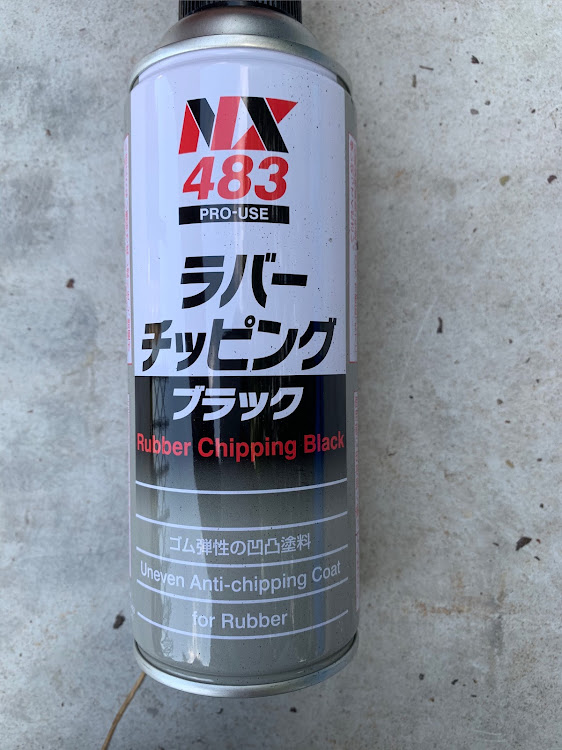 NX
483
PRO-USE
ラバー
チッピング
ブラック
Rubber Chipping Black
ゴム弾性の凹凸塗料
Uneven Anti-chipping Coat
for Rubber